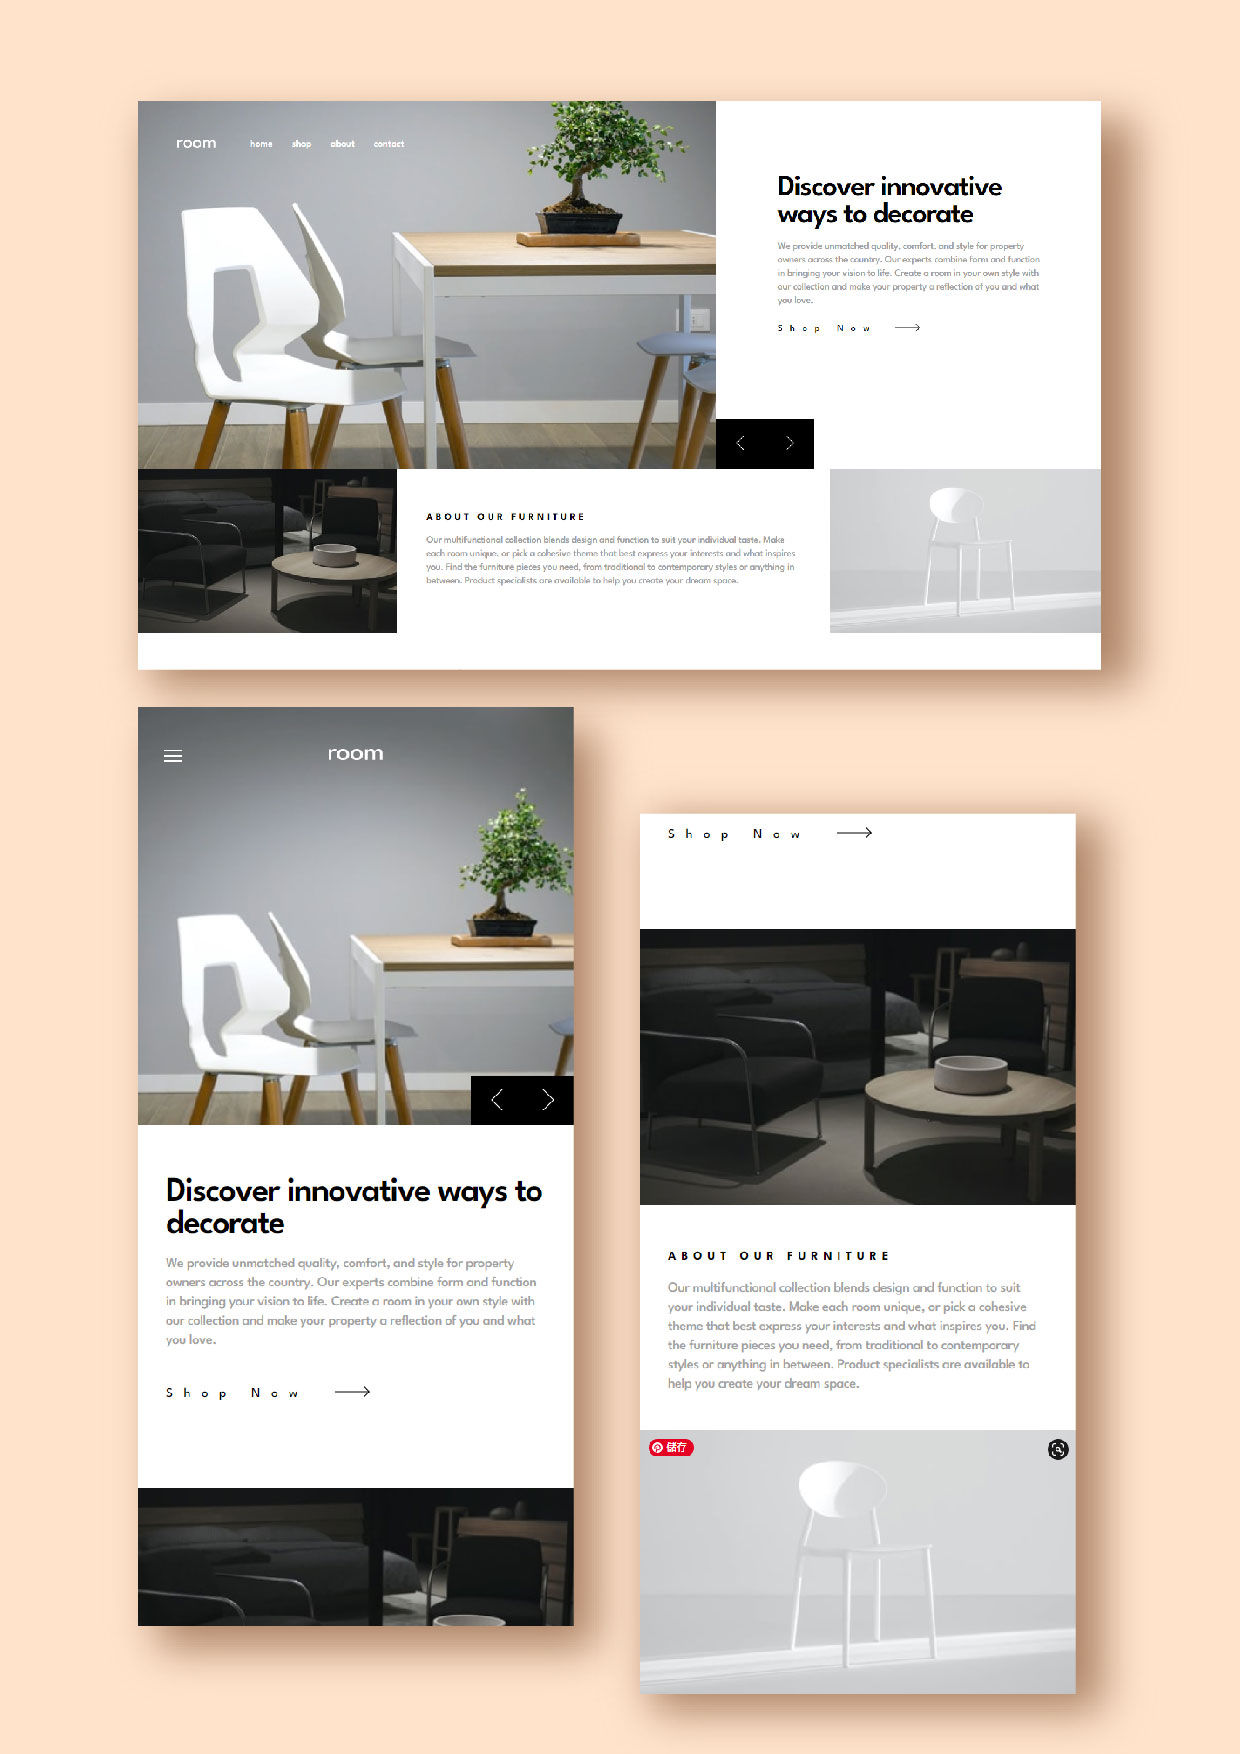 room home shop about contact
Discover innovative
ways to decorate
We provide unmatched quality, comfort, and style for property
owners across the country. Our experts combine form and function
in bringing your vision to life. Create a room in your own style with
our collection and make your property a reflection of you and what
you love.
Shop Now
ABOUT OUR FURNITURE
Our multifunctional collection blends design and function to suit your individual taste. Make
each room unique, or pick a cohesive theme that best express your interests and what inspires
you. Find the furniture pieces you need, from traditional to contemporary styles or anything in
between. Product specialists are available to help you create your dream space.
room
Discover innovative ways to
decorate
We provide unmatched quality, comfort, and style for property
owners across the country. Our experts combine form and function
in bringing your vision to life. Create a room in your own style with
our collection and make your property a reflection of you and what
you love.
Shop Now
Shop Now
ABOUT OUR FURNITURE
Our multifunctional collection blends design and function to suit
your individual taste. Make each room unique, or pick a cohesive
theme that best express your interests and what inspires you. Find
the furniture pieces you need, from traditional to contemporary
styles or anything in between. Product specialists are available to
help you create your dream space.
儲存